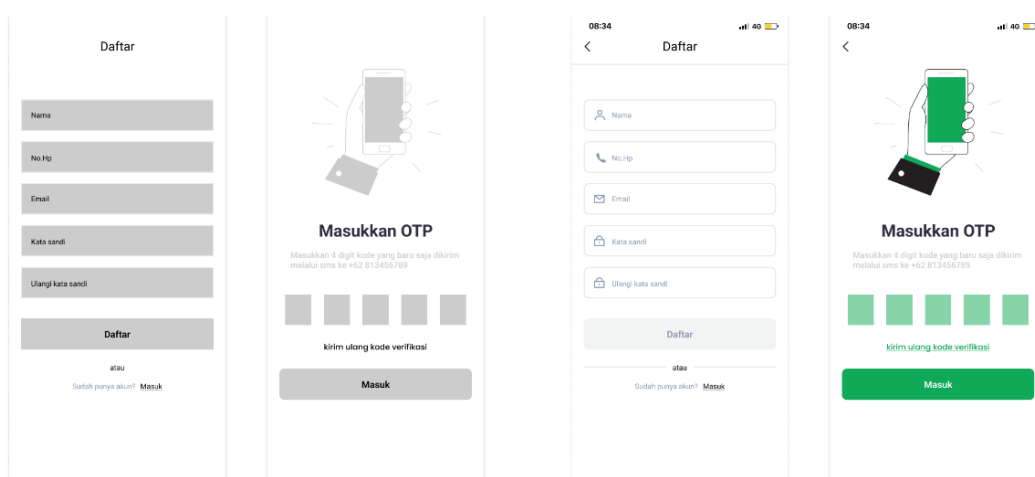 Daftar
Nama
No.Hp
Email
Kata sandi
Ulangi kata sandi
Daftar
atau
Sudah punya akun? Masuk
Masukkan OTP
Masukkan 4 digit kode yang baru saja dikirim
melalui sms ke +62 813456789
kirim ulang kode verifikasi
Masuk
08:34
4G
Daftar
Nama
No.Hp
Email
Kata sandi
Ulangi kata sandi
Daftar
atau
Sudah punya akun? Masuk
08:34
4G
Masukkan OTP
Masukkan 4 digit kode yang baru saja dikirim
melalui sms ke +62 813456789
kirim ulang kode verifikasi
Masuk